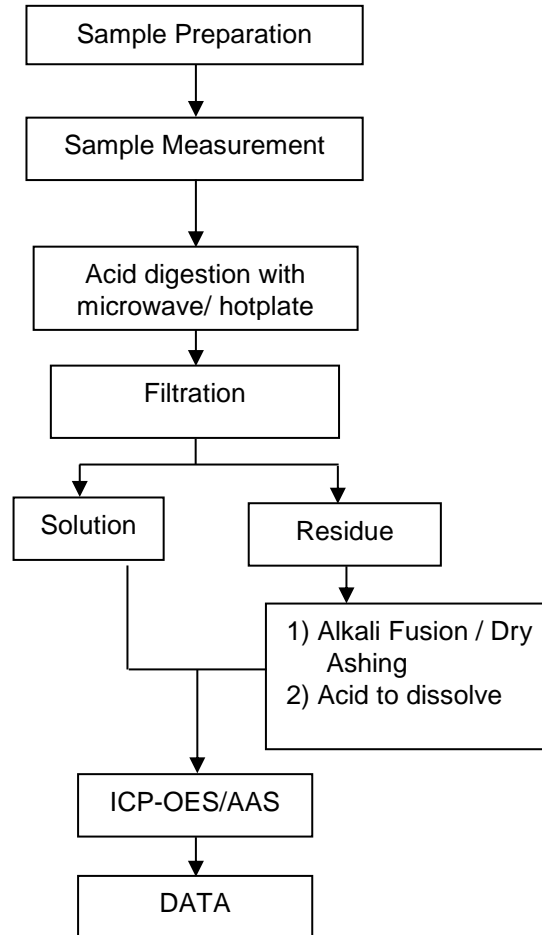 Sample Preparation
Sample Measurement
Acid digestion with
microwave/ hotplate
Filtration
Solution
Residue
1) Alkali Fusion / Dry
Ashing
2) Acid to dissolve
ICP-OES/AAS
DATA